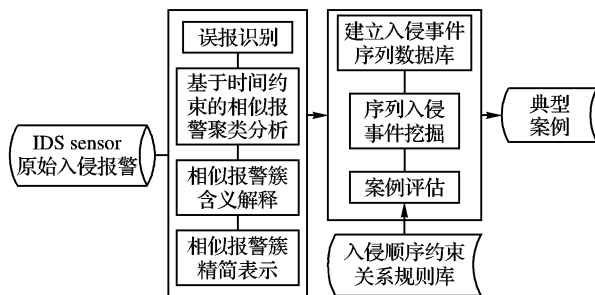 IDS sensor
原始入侵报警
误报识别
基于时间约
束的相似报
警聚类分析
相似报警簇
含义解释
相似报警簇
精简表示
建立入侵事件
序列数据库
序列入侵
事件挖掘
案例评估
入侵顺序约束
关系规则库
典型
案例